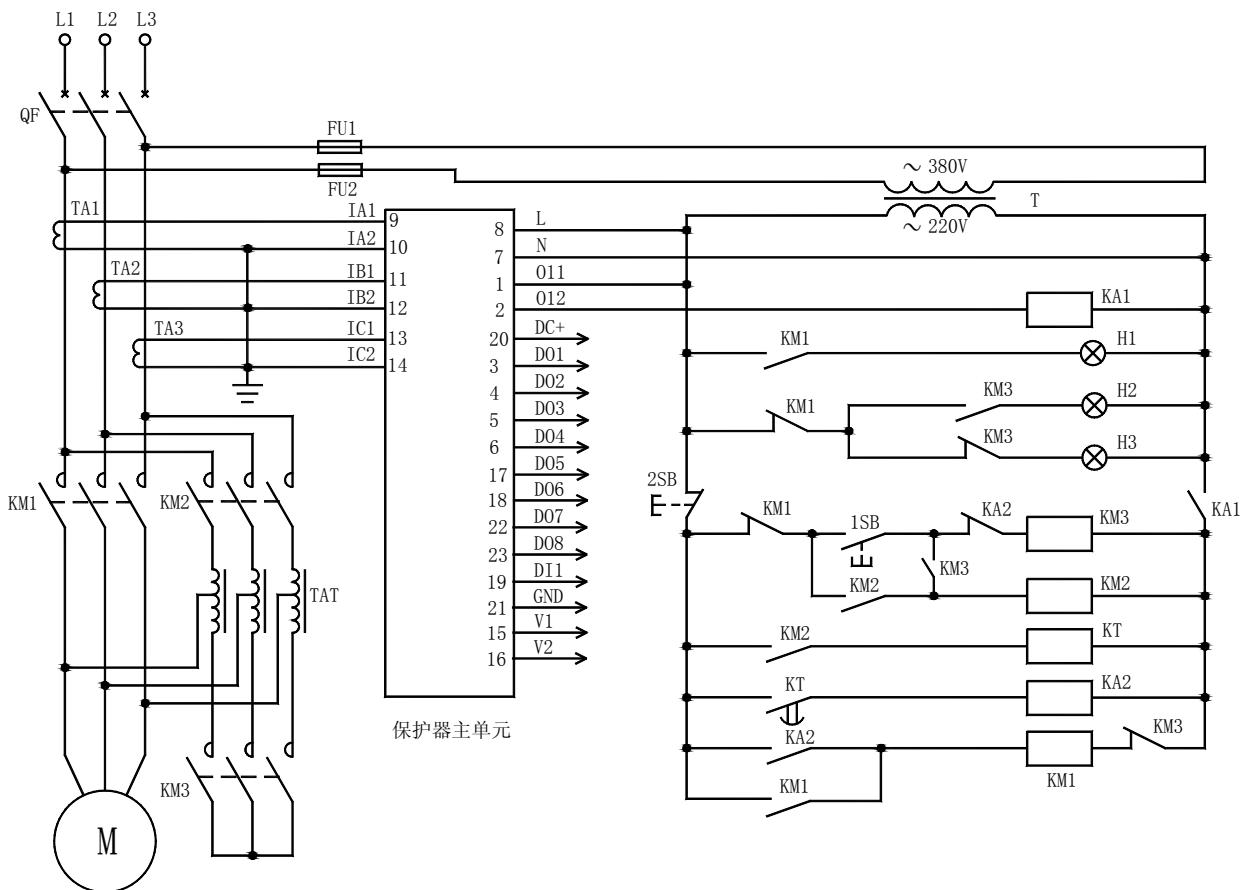 L1 L2 L3
QF
FU1
FU2
～ 380V
T
～ 220V
TA1
IA1
9
IA2
10
TA2
IB1
11
IB2
12
TA3
IC1
13
IC2
14
8 L
7 N
1 O11
2 O12
KA1
20 DC+
3 DO1
4 DO2
5 DO3
6 DO4
17 DO5
18 DO6
22 DO7
23 DO8
19 DI1
21 GND
15 V1
16 V2
保护器主单元
KM1 H1
KM1 KM3 H2
KM3 H3
2SB
KA1
KM1 1SB KA2 KM3
KM3
KM2 KM2
KM2 KT
KT KA2
KA2 KM1 KM3
KM1
KM1 KM2
TAT
KM3
M